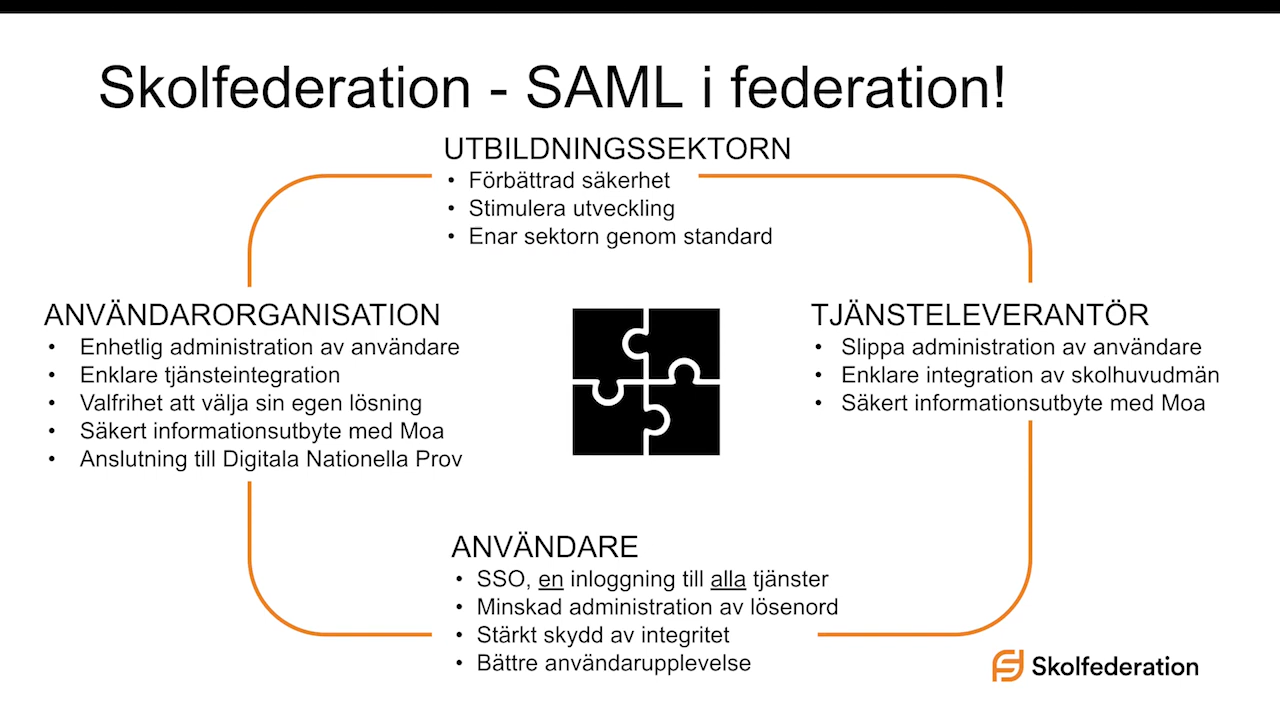 Skolfederation - SAML i federation!
UTBILDNINGSSEKTORN
• Förbättrad säkerhet
• Stimulera utveckling
• Enar sektorn genom standard
ANVÄNDARORGANISATION
• Enhetlig administration av användare
• Enklare tjänsteintegration
• Valfrihet att välja sin egen lösning
• Säkert informationsutbyte med Moa
• Anslutning till Digitala Nationella Prov
TJÄNSTELEVERANTÖR
• Slippa administration av användare
• Enklare integration av skolhuvudmän
• Säkert informationsutbyte med Moa
ANVÄNDARE
• SSO, en inloggning till alla tjänster
• Minskad administration av lösenord
• Stärkt skydd av integritet
• Bättre användarupplevelse
Skolfederation